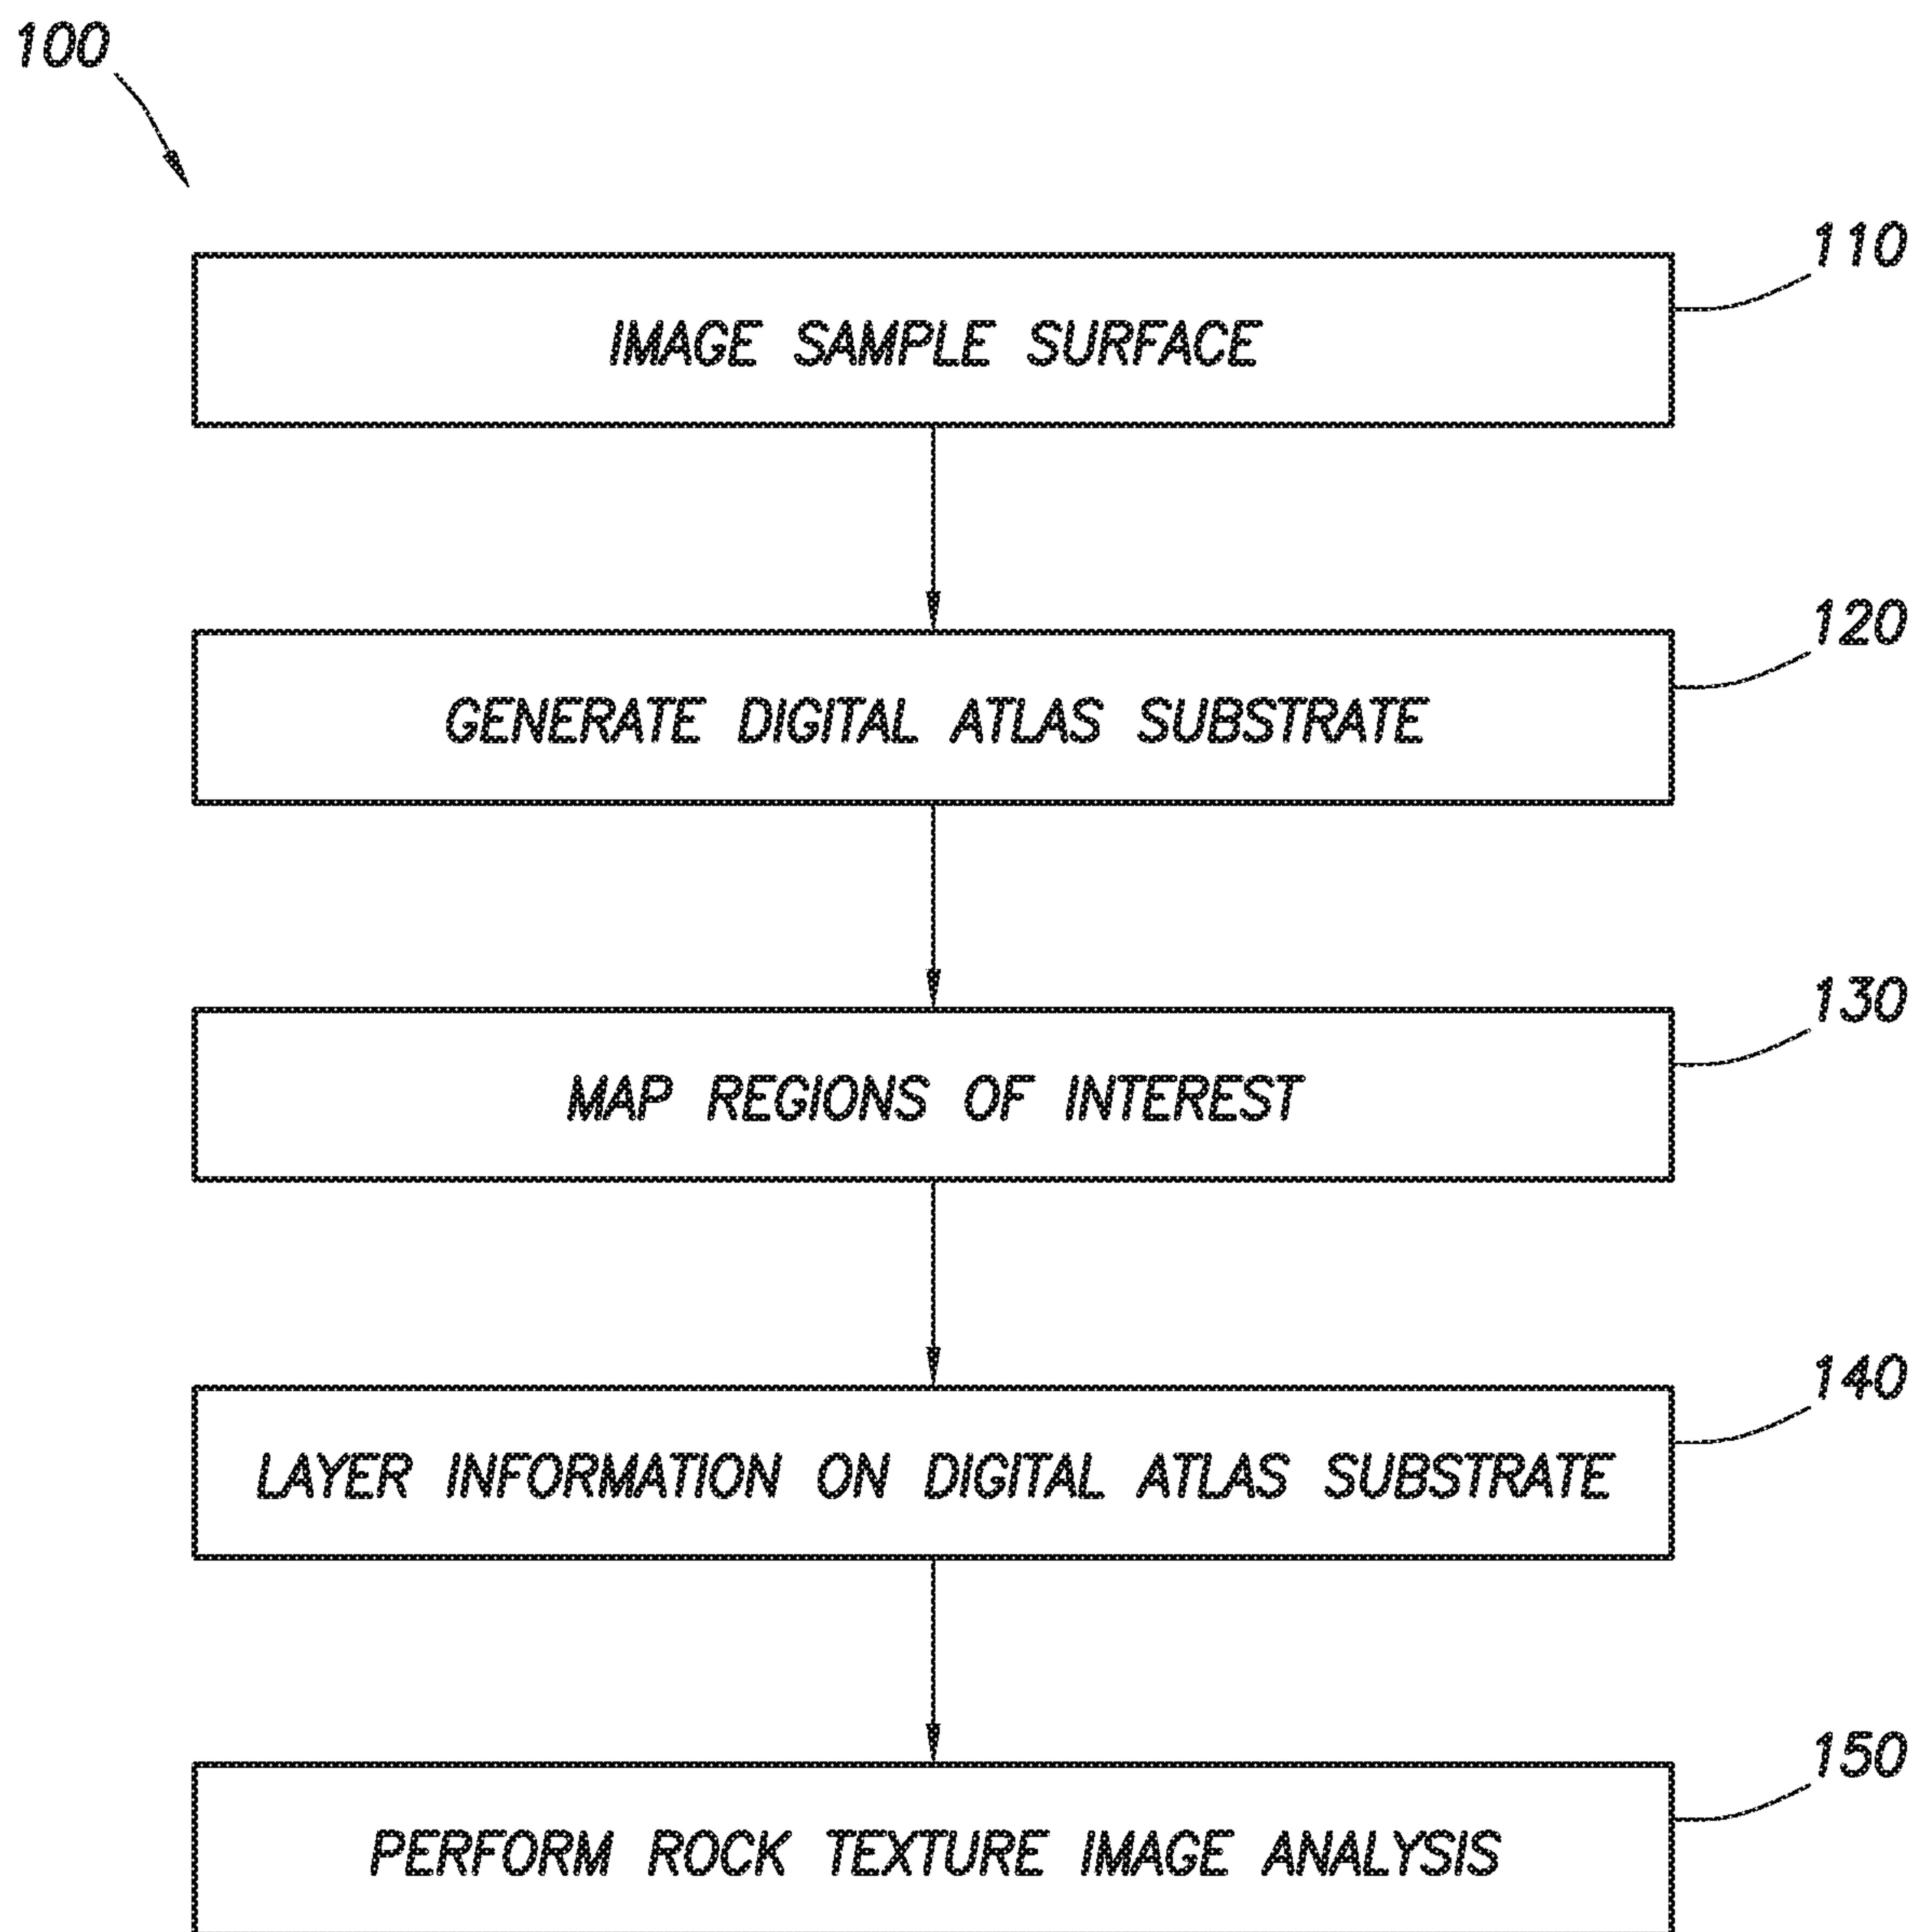 100
110
IMAGE SAMPLE SURFACE
120
GENERATE DIGITAL ATLAS SUBSTRATE
130
MAP REGIONS OF INTEREST
140
LAYER INFORMATION ON DIGITAL ATLAS SUBSTRATE
150
PERFORM ROCK TEXTURE IMAGE ANALYSIS